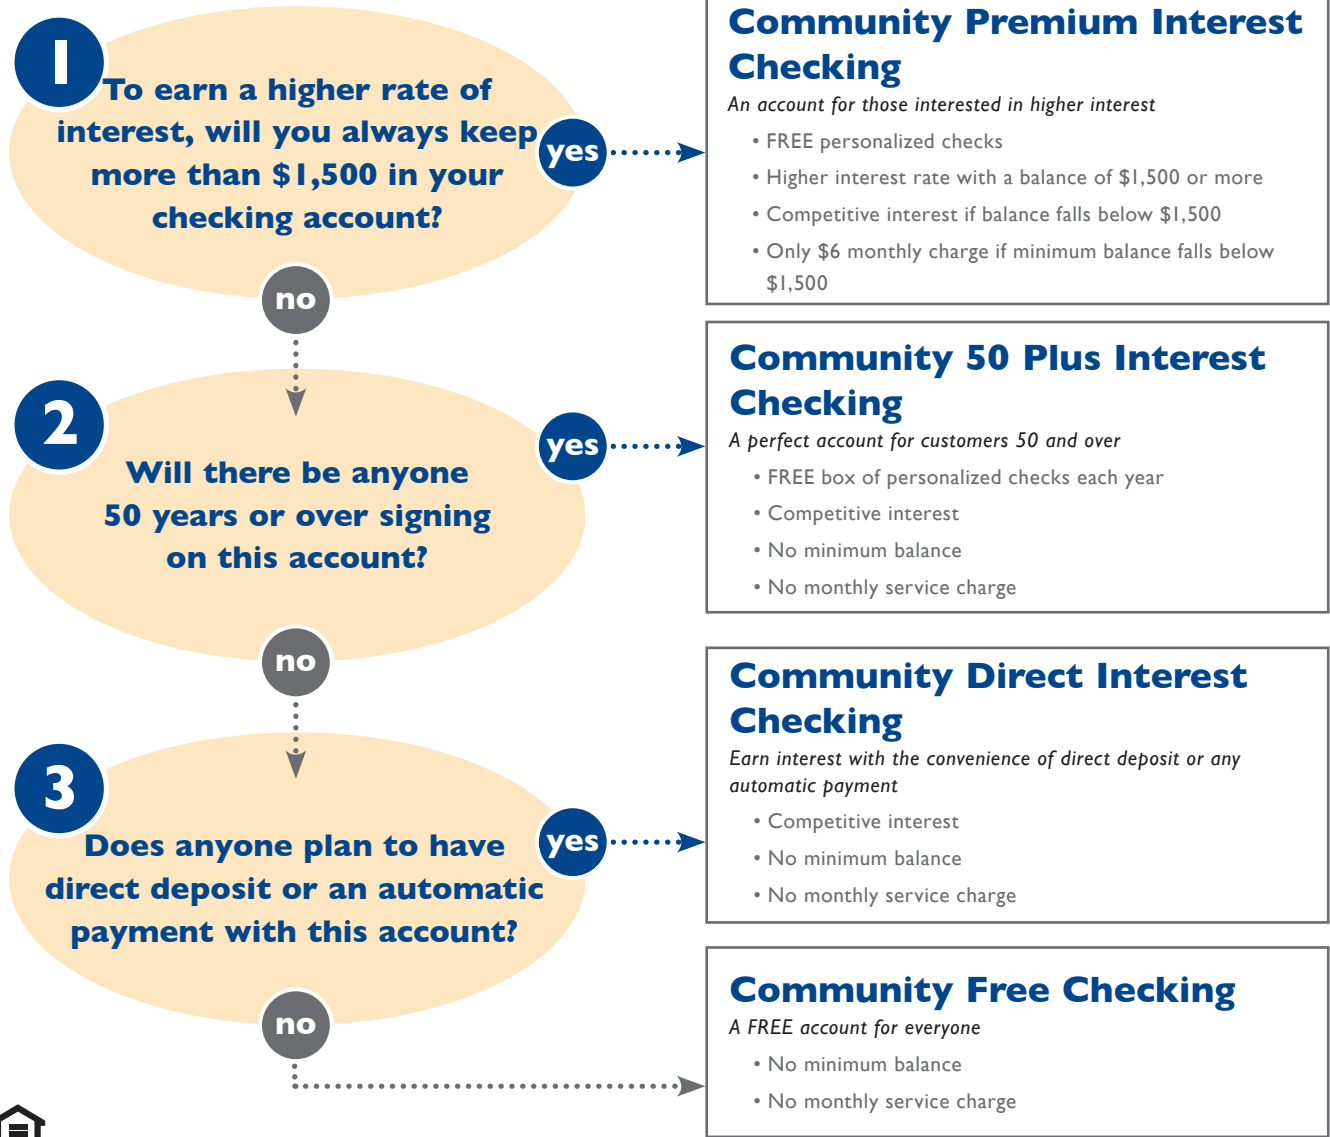 1
To earn a higher rate of
interest, will you always keep
more than $1,500 in your
checking account?
yes
no
Community Premium Interest
Checking
An account for those interested in higher interest
• FREE personalized checks
• Higher interest rate with a balance of $1,500 or more
• Competitive interest if balance falls below $1,500
• Only $6 monthly charge if minimum balance falls below
$1,500
2
Will there be anyone
50 years or over signing
on this account?
yes
no
Community 50 Plus Interest
Checking
A perfect account for customers 50 and over
• FREE box of personalized checks each year
• Competitive interest
• No minimum balance
• No monthly service charge
3
Does anyone plan to have
direct deposit or an automatic
payment with this account?
yes
no
Community Direct Interest
Checking
Earn interest with the convenience of direct deposit or any
automatic payment
• Competitive interest
• No minimum balance
• No monthly service charge
Community Free Checking
A FREE account for everyone
• No minimum balance
• No monthly service charge